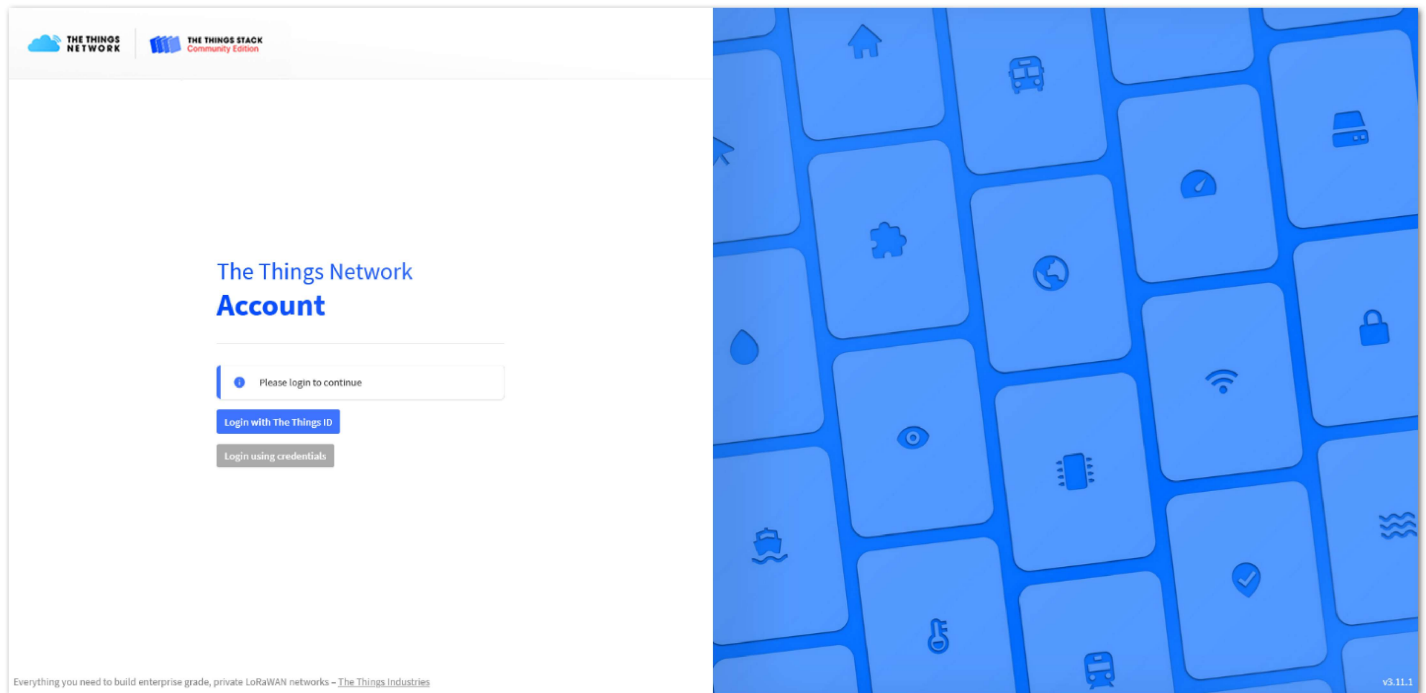 THE THINGS
NETWORK
THE THINGS STACK
Community Edition
The Things Network
Account
Please login to continue
Login with The Things ID
Login using credentials
Everything you need to build enterprise grade, private LoRaWAN networks – The Things Industries
v3.11.1